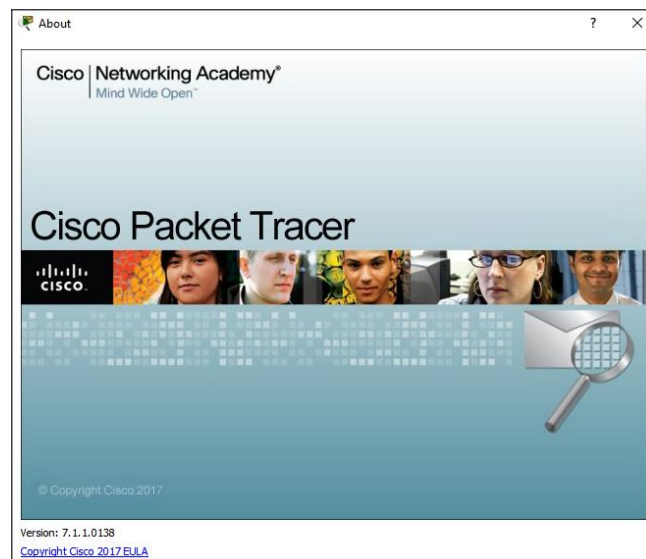 About
?
Cisco Networking Academy®
Mind Wide Open™
Cisco Packet Tracer
CISCO.
© Copyright Cisco 2017
Version: 7.1.1.0138
Copyright Cisco 2017 EULA